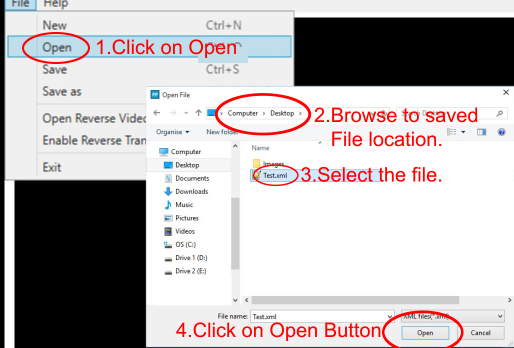 File Help
New Ctrl+N
Open 1.Click on Open
Save Ctrl+S
Save as
Open Reverse Video
Enable Reverse Tran
Exit
Open File
Computer > Desktop >
2.Browse for saved
File location.
Organise New folder
Computer
Desktop
Documents
Downloads
Music
Pictures
Videos
OS (C:)
Drive 1 (D:)
Drive 2 (E:)
Name
Images
Test.xml 3.Select the file.
File name: Test.xml XML files(*.xml)
4.Click on Open Button Open Cancel